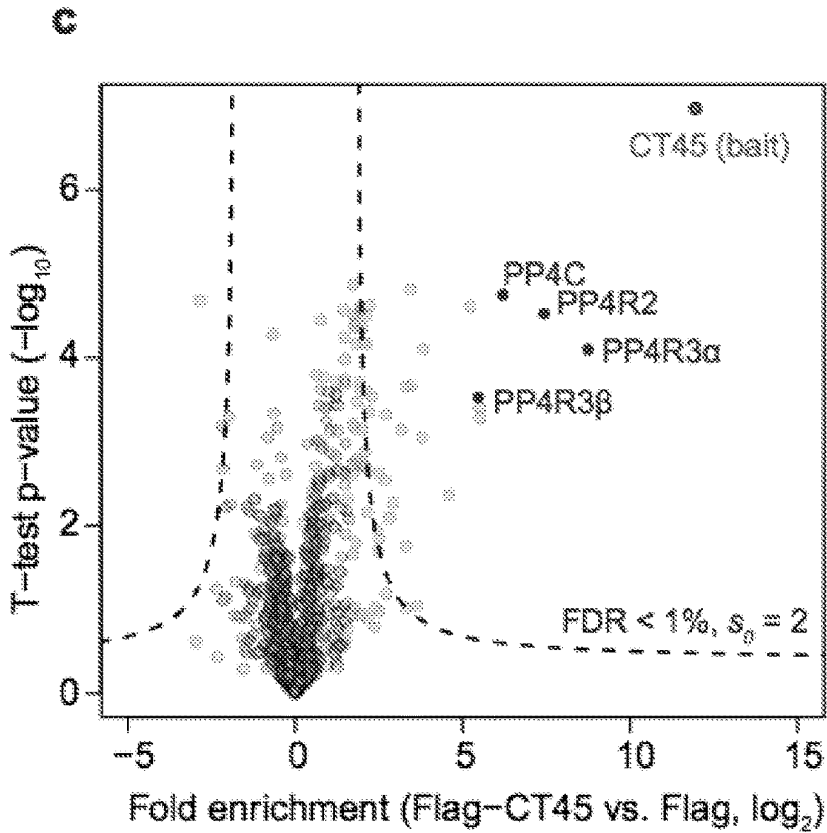 c
CT45 (bait)
6
PP4C
PP4R2
4
PP4R3α
PP4R3β
2
FDR < 1%, s₀ = 2
0
−5 0 5 10 15
T−test p−value (−log₁₀)
Fold enrichment (Flag−CT45 vs. Flag, log₂)